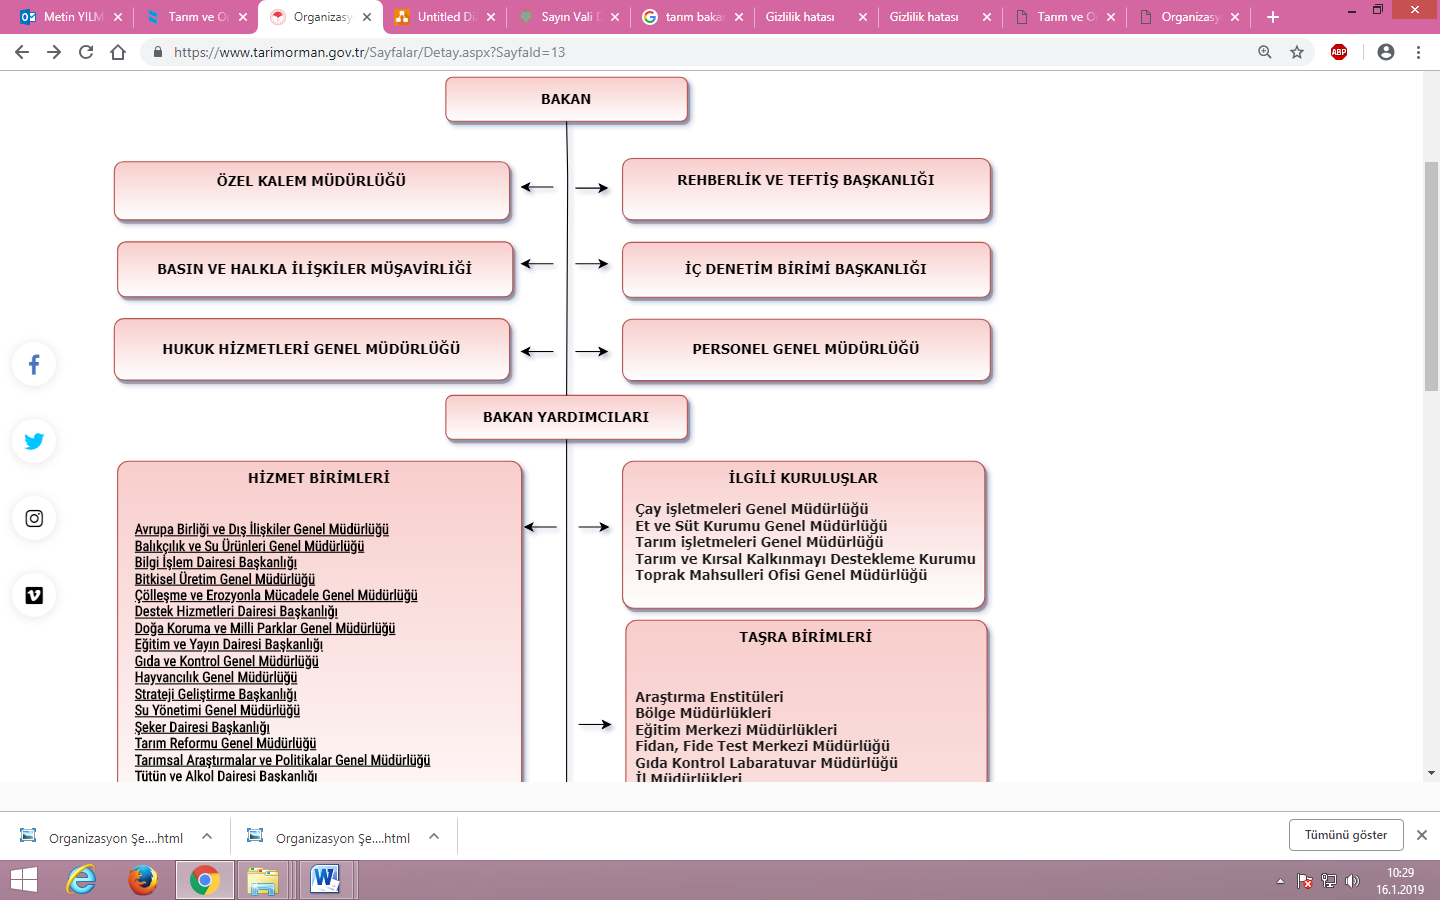 Metin YILM
Tarım ve Or
Organizasy
Untitled Dia
Sayın Vali D
tarım bakan
Gizlilik hatası
Gizlilik hatası
Tarım ve Or
Organizasy
https://www.tarimorman.gov.tr/Sayfalar/Detay.aspx?SayfaId=13
ABP
BAKAN
ÖZEL KALEM MÜDÜRLÜĞÜ
REHBERLİK VE TEFTİŞ BAŞKANLIĞI
BASIN VE HALKLA İLİŞKİLER MÜŞAVİRLİĞİ
İÇ DENETİM BİRİMİ BAŞKANLIĞI
HUKUK HİZMETLERİ GENEL MÜDÜRLÜĞÜ
PERSONEL GENEL MÜDÜRLÜĞÜ
BAKAN YARDIMCILARI
HİZMET BİRİMLERİ
Avrupa Birliği ve Dış İlişkiler Genel Müdürlüğü
Balıkçılık ve Su Ürünleri Genel Müdürlüğü
Bilgi İşlem Dairesi Başkanlığı
Bitkisel Üretim Genel Müdürlüğü
Çölleşme ve Erozyonla Mücadele Genel Müdürlüğü
Destek Hizmetleri Dairesi Başkanlığı
Doğa Koruma ve Milli Parklar Genel Müdürlüğü
Eğitim ve Yayın Dairesi Başkanlığı
Gıda ve Kontrol Genel Müdürlüğü
Hayvancılık Genel Müdürlüğü
Strateji Geliştirme Başkanlığı
Su Yönetimi Genel Müdürlüğü
Şeker Dairesi Başkanlığı
Tarım Reformu Genel Müdürlüğü
Tarımsal Araştırmalar ve Politikalar Genel Müdürlüğü
Tütün ve Alkol Dairesi Başkanlığı
İLGİLİ KURULUŞLAR
Çay işletmeleri Genel Müdürlüğü
Et ve Süt Kurumu Genel Müdürlüğü
Tarım işletmeleri Genel Müdürlüğü
Tarım ve Kırsal Kalkınmayı Destekleme Kurumu
Toprak Mahsulleri Ofisi Genel Müdürlüğü
TAŞRA BİRİMLERİ
Araştırma Enstitüleri
Bölge Müdürlükleri
Eğitim Merkezi Müdürlükleri
Fidan, Fide Test Merkezi Müdürlüğü
Gıda Kontrol Labaratuvar Müdürlüğü
İl Müdürlükleri
Organizasyon Şe....html
Organizasyon Şe....html
Tümünü göster
10:29
16.1.2019